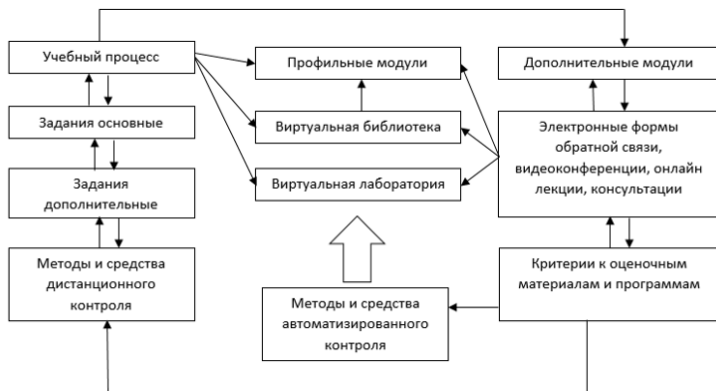 Учебный процесс
Профильные модули
Дополнительные модули
Задания основные
Виртуальная библиотека
Электронные формы
обратной связи,
видеоконференции, онлайн
лекции, консультации
Задания
дополнительные
Виртуальная лаборатория
Методы и средства
дистанционного
контроля
Методы и средства
автоматизированного
контроля
Критерии к оценочным
материалам и программам